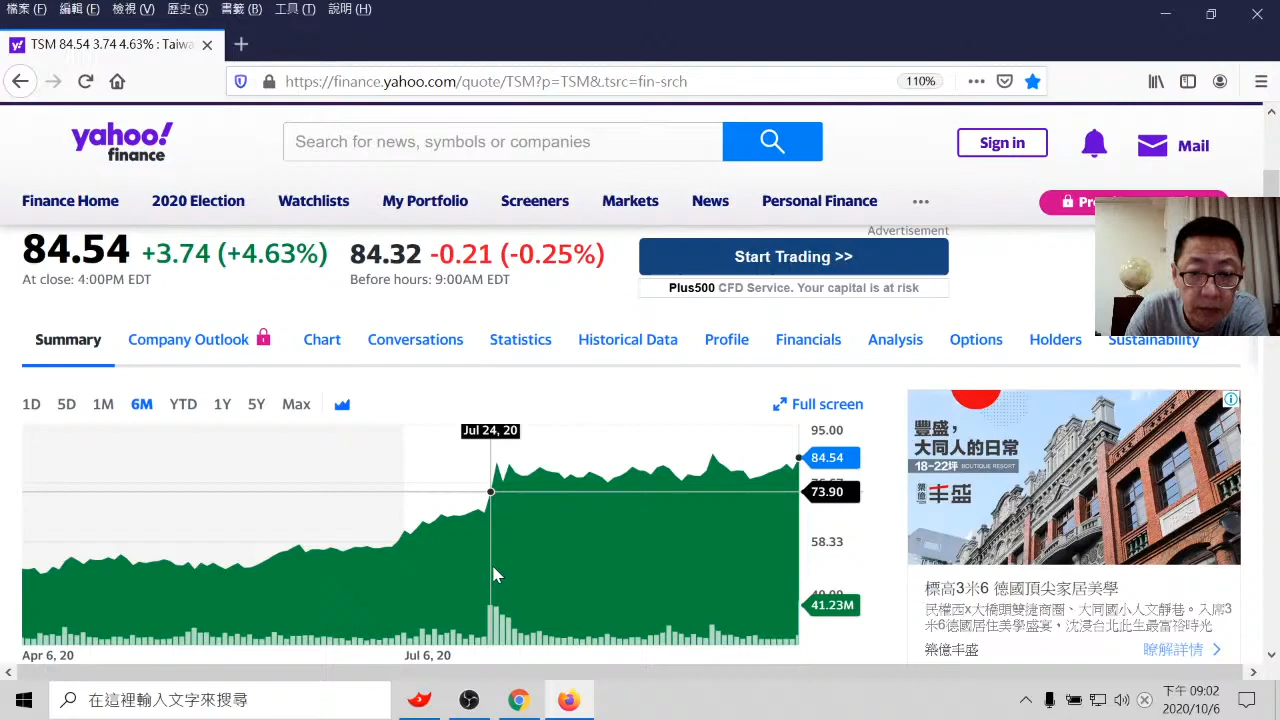 檔案(F) 編輯(E) 檢視(V) 歷史(S) 書籤(B) 工具(T) 說明(H)
TSM 84.54 3.74 4.63% : Taiwa
https://finance.yahoo.com/quote/TSM?p=TSM&.tsrc=fin-srch 110%
yahoo!
finance
Search for news, symbols or companies
Sign in
Mail
Finance Home 2020 Election Watchlists My Portfolio Screeners Markets News Personal Finance
84.54 +3.74 (+4.63%)
At close: 4:00PM EDT
84.32 -0.21 (-0.25%)
Before hours: 9:00AM EDT
Advertisement
Start Trading >>
Plus500 CFD Service. Your capital is at risk
Summary Company Outlook Chart Conversations Statistics Historical Data Profile Financials Analysis Options Holders Sustainability
1D 5D 1M 6M YTD 1Y 5Y Max
Full screen
Jul 24, 20
95.00
84.54
73.90
58.33
41.23M
Apr 6, 20
Jul 6, 20
豐盛，
大同人的日常
18-22坪 BOUTIQUE RESORT
築億丰盛
標高3米6 德國頂尖家居美學
民權西x大橋頭雙捷商圈、大同國小人文靜巷。入席3
米6德國居住美學盛宴，沈浸台北此生最富裕時光
築億丰盛
瞭解詳情
在這裡輸入文字來搜尋
下午 09:02
2020/10/6